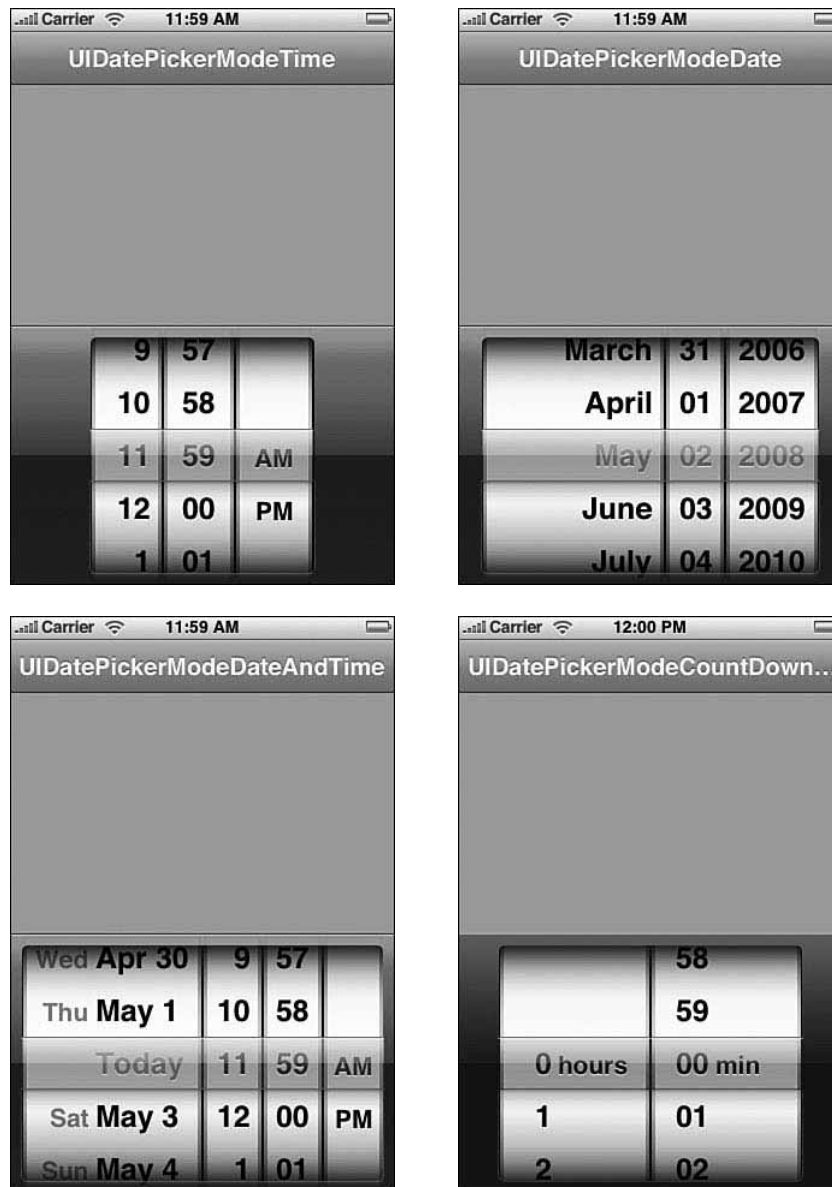 Carrier 11:59 AM
UIDatePickerModeTime
9 57
10 58
11 59 AM
12 00 PM
1 01
Carrier 11:59 AM
UIDatePickerModeDate
March 31 2006
April 01 2007
May 02 2008
June 03 2009
July 04 2010
Carrier 11:59 AM
UIDatePickerModeDateAndTime
Wed Apr 30 9 57
Thu May 1 10 58
Today 11 59 AM
Sat May 3 12 00 PM
Sun May 4 1 01
Carrier 12:00 PM
UIDatePickerModeCountDown...
58
59
0 hours 00 min
1 01
2 02